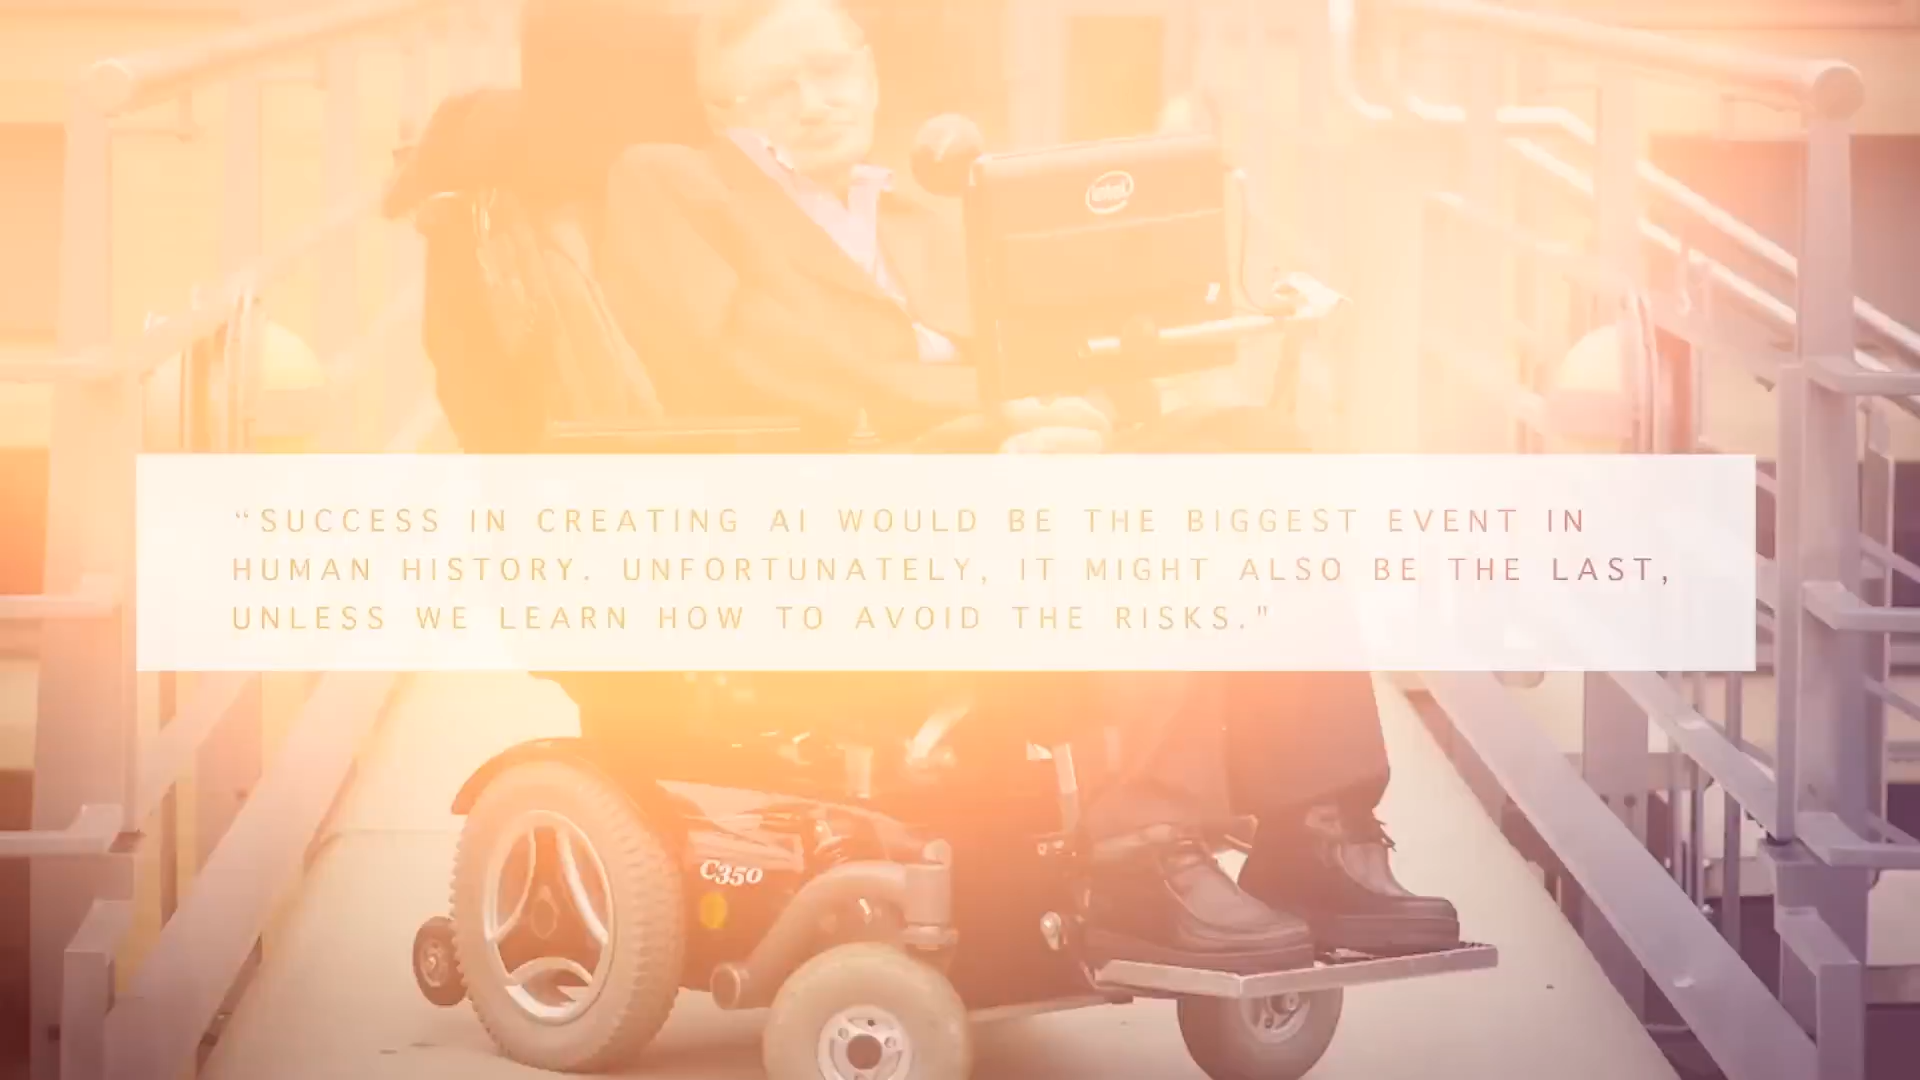 intel
“SUCCESS IN CREATING AI WOULD BE THE BIGGEST EVENT IN
HUMAN HISTORY. UNFORTUNATELY, IT MIGHT ALSO BE THE LAST,
UNLESS WE LEARN HOW TO AVOID THE RISKS."
C350